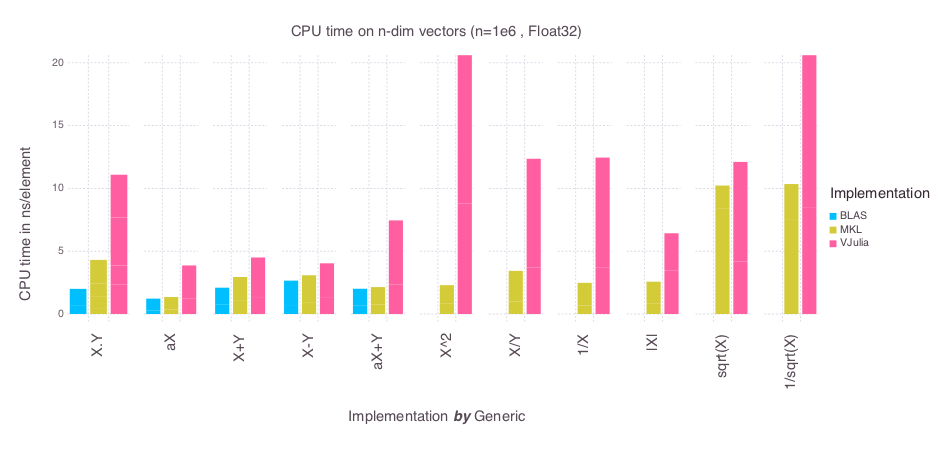 CPU time on n-dim vectors (n=1e6 , Float32)
CPU time in ns/element
20
15
10
5
0
X.Y
aX
X+Y
X-Y
aX+Y
X^2
X/Y
1/X
|X|
sqrt(X)
1/sqrt(X)
Implementation by Generic
Implementation
BLAS
MKL
VJulia